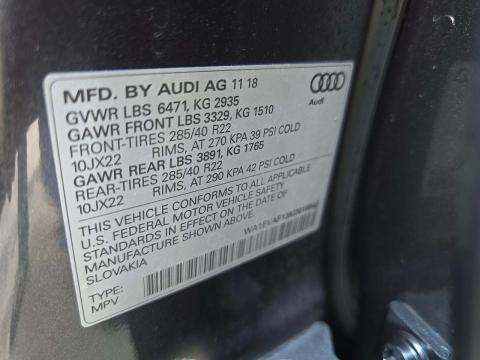 MFD. BY AUDI AG 11 18
GVWR LBS 6471, KG 2935
GAWR FRONT LBS 3329, KG 1510
FRONT-TIRES 285/40 R22
10JX22 RIMS, AT 270 KPA 39 PSI COLD
GAWR REAR LBS 3891, KG 1765
REAR-TIRES 285/40 R22
10JX22 RIMS, AT 290 KPA 42 PSI COLD
THIS VEHICLE CONFORMS TO ALL APPLICABLE
U.S. FEDERAL MOTOR VEHICLE SAFETY
STANDARDS IN EFFECT ON THE DATE OF
MANUFACTURE SHOWN ABOVE.
SLOVAKIA
TYPE:
MPV
Audi